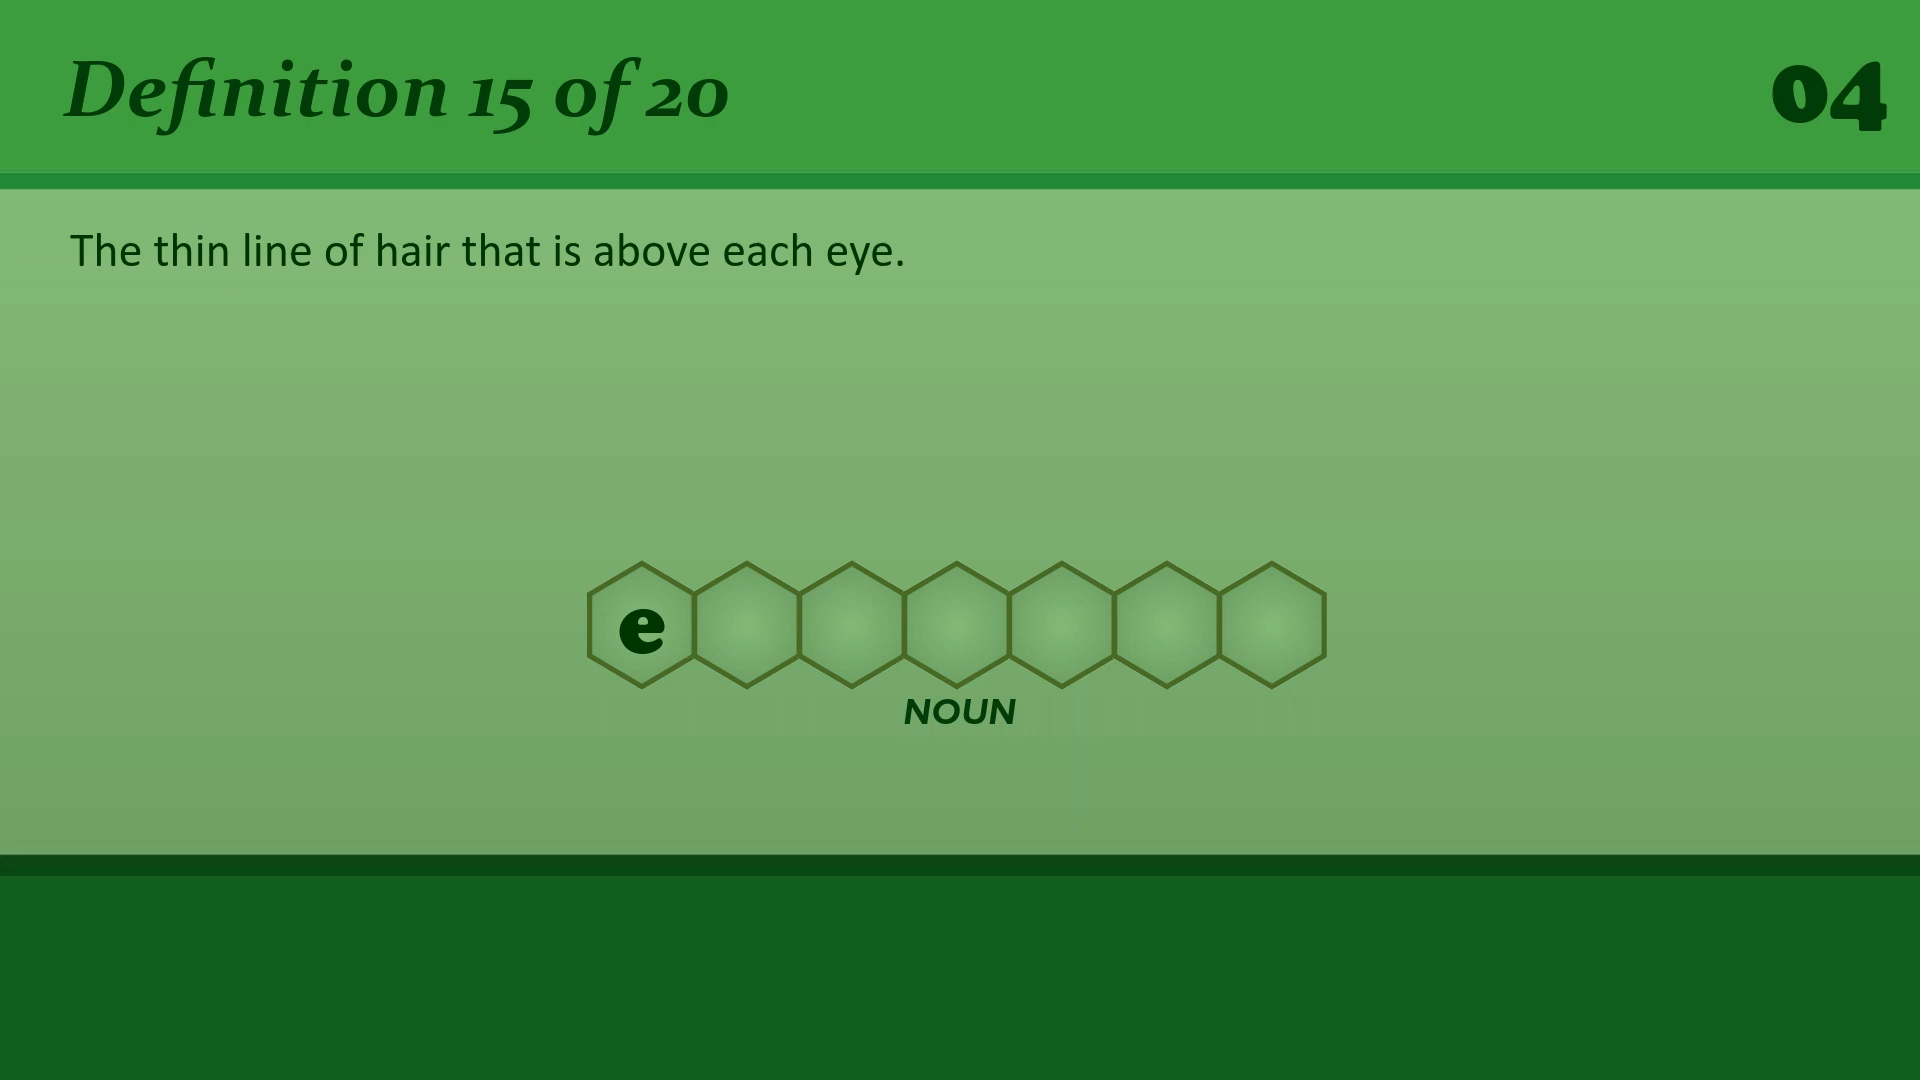 Definition 15 of 20
04
The thin line of hair that is above each eye.
e
NOUN